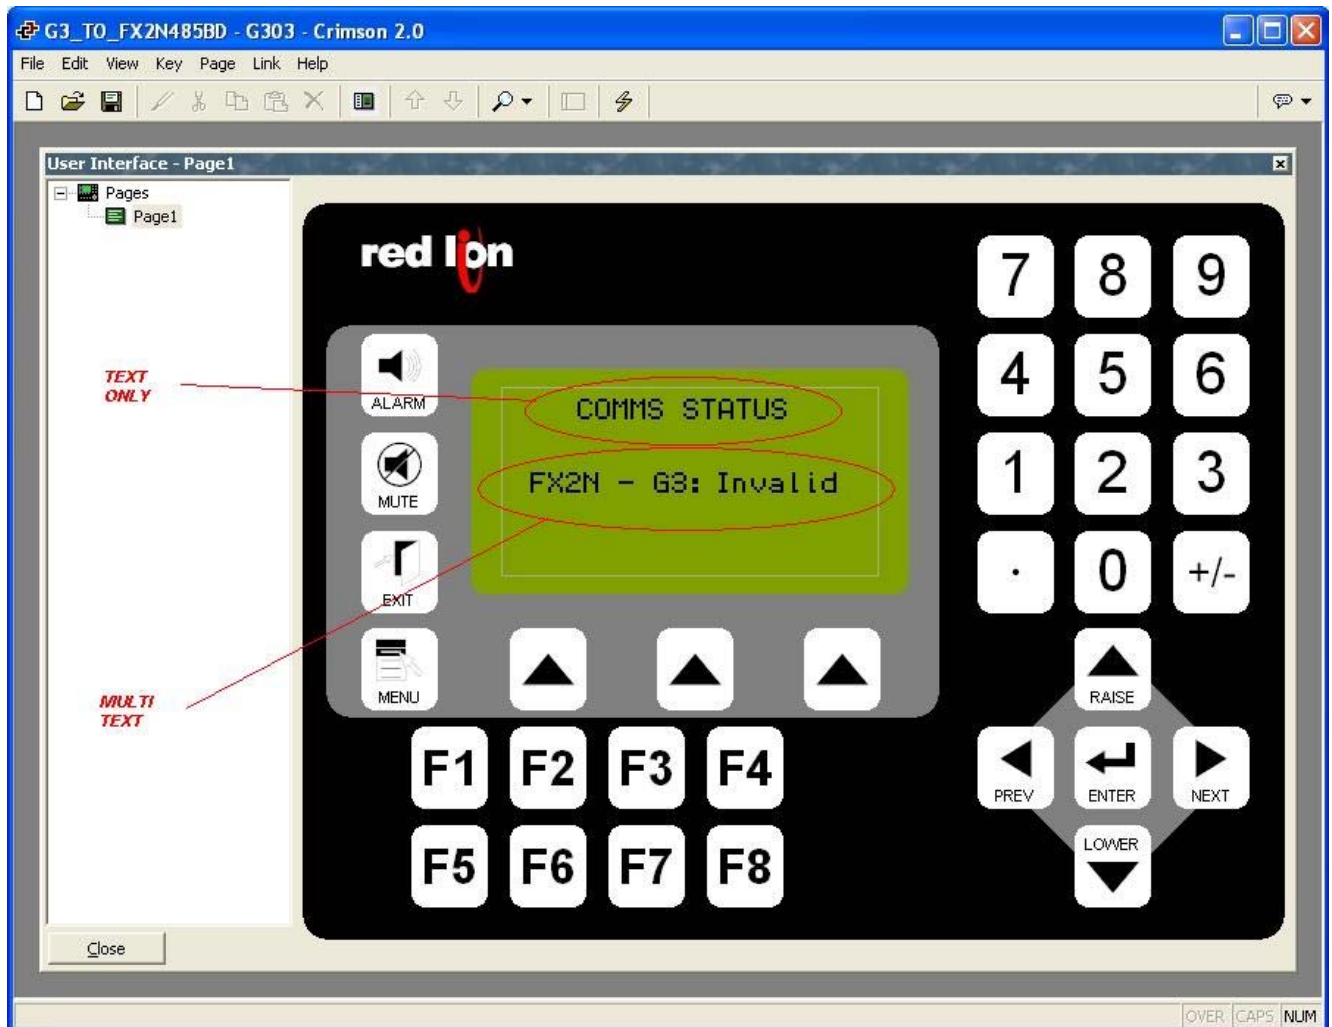 G3_TO_FX2N485BD - G303 - Crimson 2.0
File Edit View Key Page Link Help
User Interface - Page1
Pages
Page1
red lion
7 8 9
ALARM
4 5 6
TEXT
ONLY
COMMS STATUS
MUTE
1 2 3
FX2N - G3: Invalid
EXIT
. 0 +/-
MENU
RAISE
MULTI
TEXT
F1 F2 F3 F4
PREV ENTER NEXT
F5 F6 F7 F8
LOWER
Close
OVER CAPS NUM